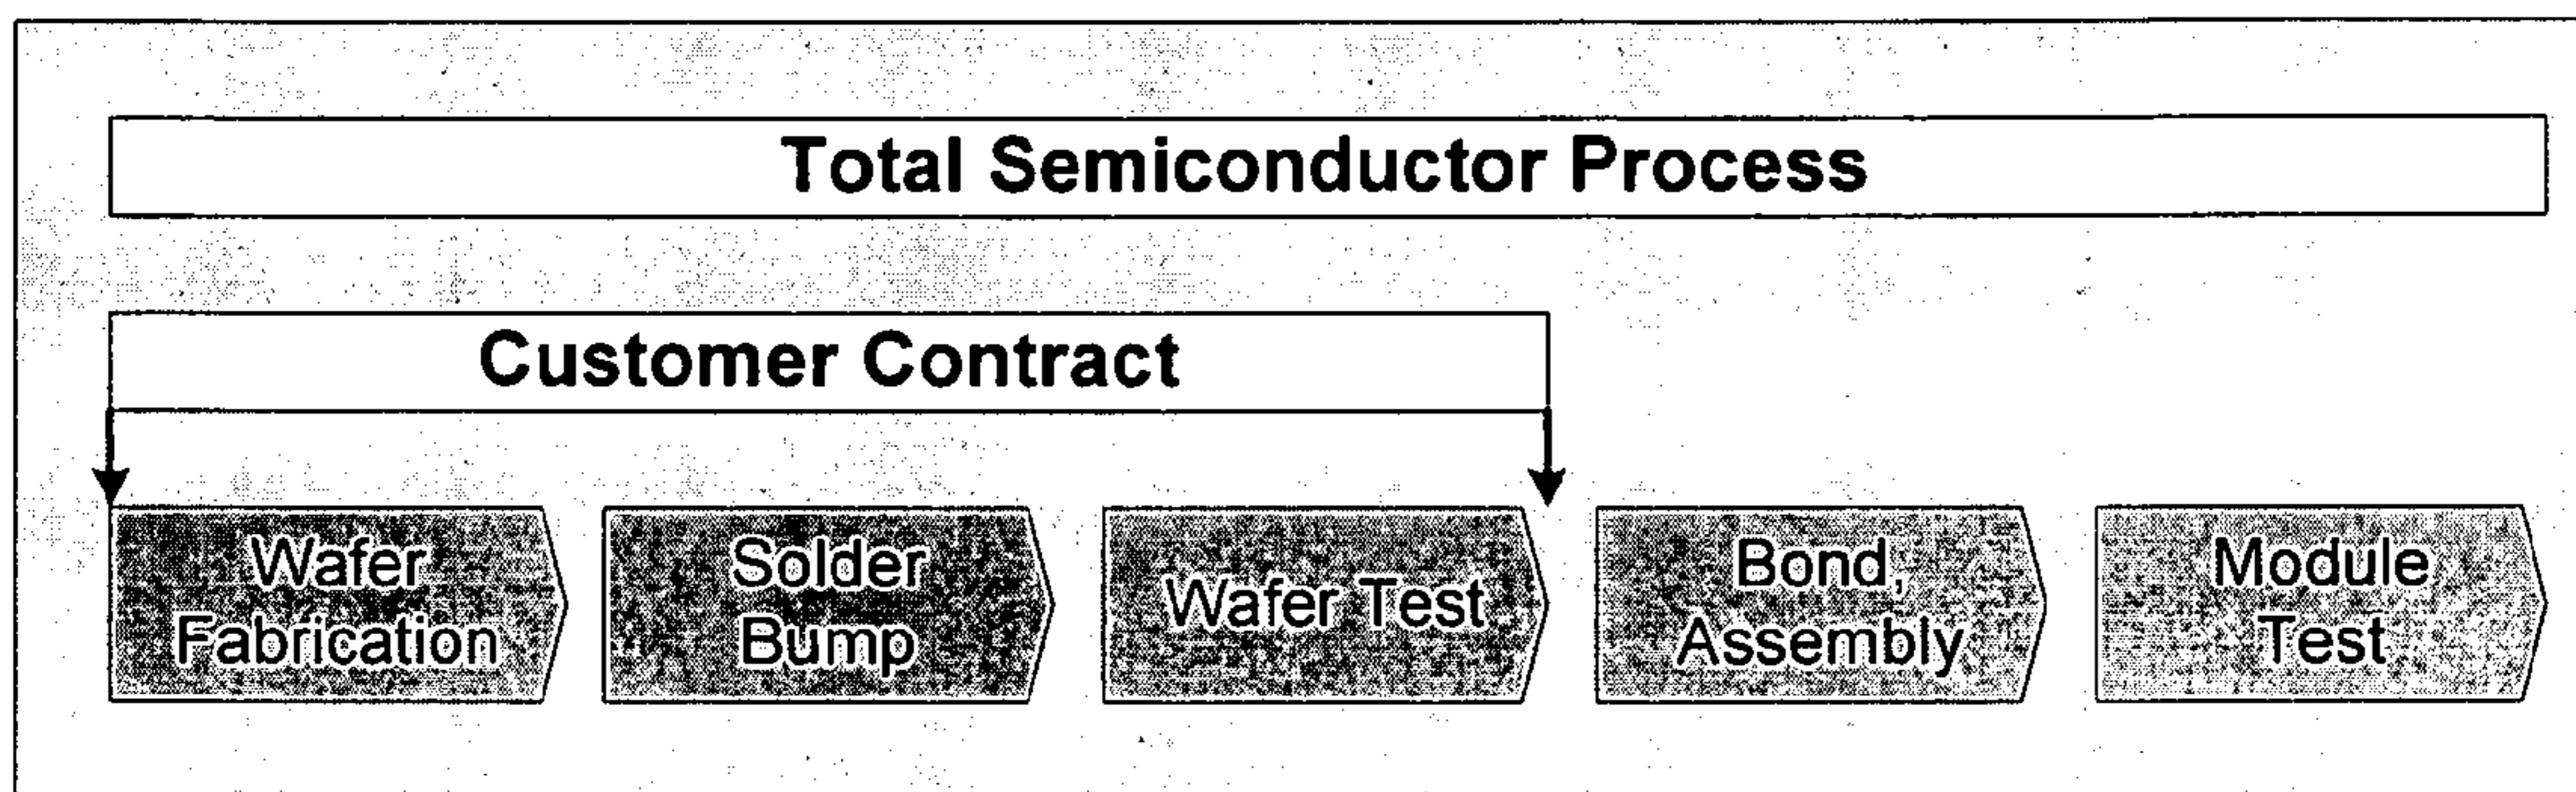 Total Semiconductor Process
Customer Contract
Wafer
Fabrication
Solder
Bump
Wafer Test
Bond,
Assembly
Module
Test